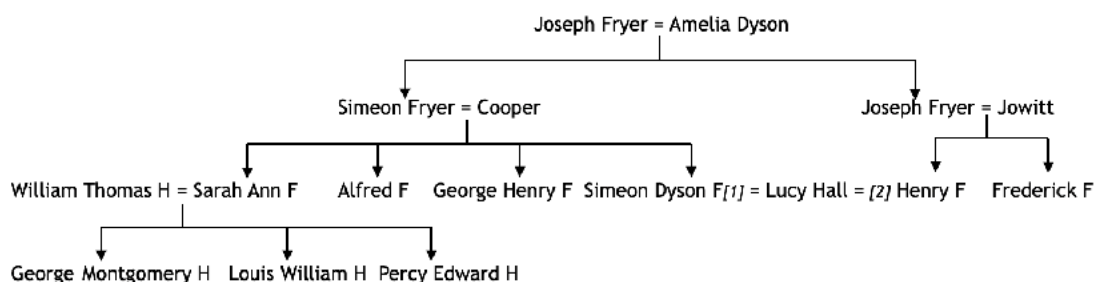 Joseph Fryer = Amelia Dyson
Simeon Fryer = Cooper Joseph Fryer = Jowitt
William Thomas H = Sarah Ann F Alfred F George Henry F Simeon Dyson F[1] = Lucy Hall = [2] Henry F Frederick F
George Montgomery H Louis William H Percy Edward H